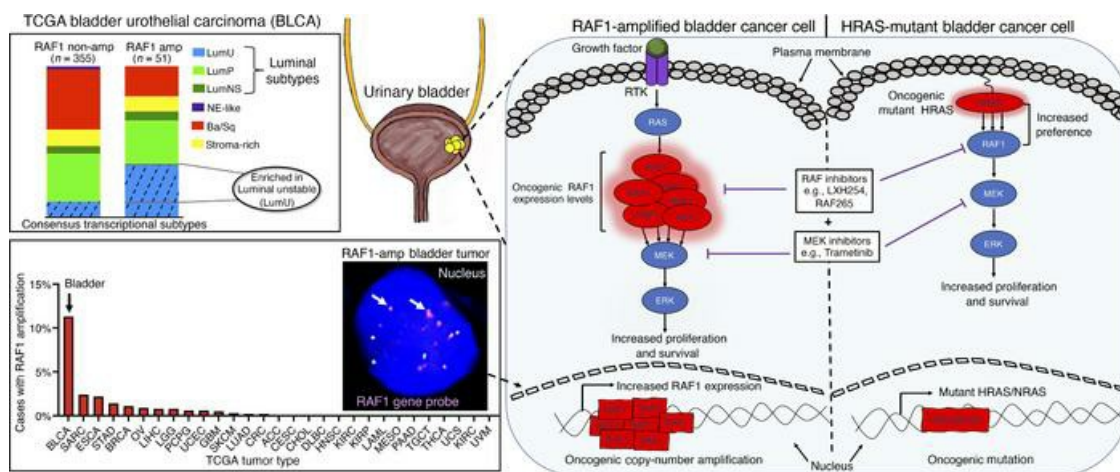 TCGA bladder urothelial carcinoma (BLCA)
RAF1 non-amp
(n = 355)
RAF1 amp
(n = 51)
LumU
LumP
LumNS
NE-like
Ba/Sq
Stroma-rich
Luminal
subtypes
Enriched in
Luminal unstable
(LumU)
Consensus transcriptional subtypes
Urinary bladder
RAF1-amp bladder tumor
Nucleus
RAF1 gene probe
Bladder
Cases with RAF1 amplification
15%
10%
5%
0%
BLCA
SARC
ESCA
STAD
BRCA
OV
LIHC
LGG
PCPG
UCEC
GBM
SKCM
LUAD
CRC
ACC
CESC
CHOL
DLBC
HNSC
KIRC
KIRP
LAML
MESO
PAAD
TGCT
THCA
UCS
KIRC
UVM
TCGA tumor type
RAF1-amplified bladder cancer cell
HRAS-mutant bladder cancer cell
Growth factor
Plasma membrane
RTK
RAS
Oncogenic RAF1
expression levels
MEK
ERK
Increased proliferation
and survival
RAF inhibitors
e.g., LXH254,
RAF265
+
MEK inhibitors
e.g., Trametinib
Oncogenic
mutant HRAS
Increased
preference
RAF1
MEK
ERK
Increased proliferation
and survival
Increased RAF1 expression
Oncogenic copy-number amplification
Mutant HRAS/NRAS
Oncogenic mutation
Nucleus